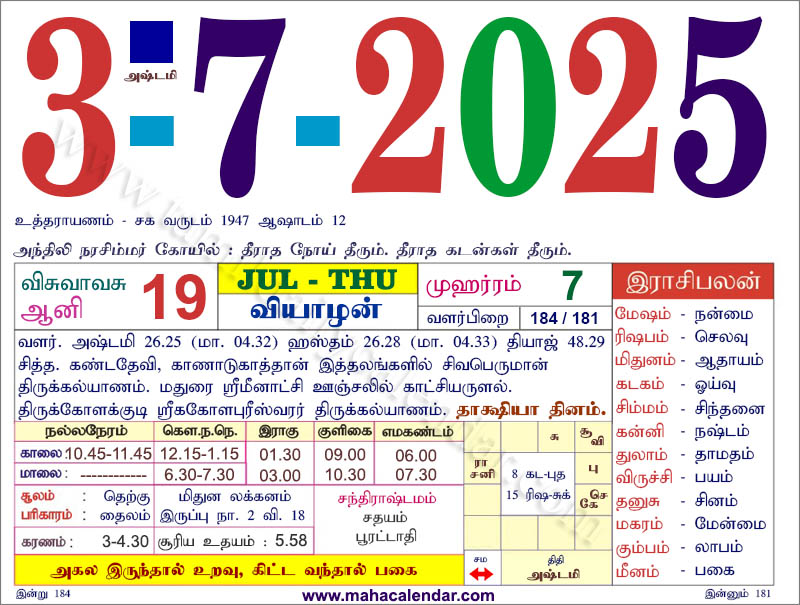 3-7-2025
அஷ்டமி
உத்தராயணம் - சக வருடம் 1947 ஆஷாடம் 12
அந்திலி நரசிம்மர் கோயில் : தீராத நோய் தீரும். தீராத கடன்கள் தீரும்.
விசுவாவசு
ஆனி 19
JUL - THU
வியாழன்
முஹர்ரம் 7
வளர்பிறை 184 / 181
வளர். அஷ்டமி 26.25 (மா. 04.32) ஹஸ்தம் 26.28 (மா. 04.33) தியாஜ் 48.29
சித்த. கண்டதேவி, காணாடுகாத்தான் இத்தலங்களில் சிவபெருமான்
திருக்கல்யாணம். மதுரை ஸ்ரீமீனாட்சி ஊஞ்சலில் காட்சியருளல்.
திருக்கோளக்குடி ஸ்ரீககோளபுரீஸ்வரர் திருக்கல்யாணம். தாக்ஷியா தினம்.
நல்லநேரம் கௌ.ந.நெ. இராகு குளிகை எமகண்டம்
காலை: 10.45-11.45 12.15-1.15 01.30 09.00 06.00
மாலை: ------------ 6.30-7.30 03.00 10.30 07.30
சூலம் : தெற்கு
பரிகாரம் : தைலம்
மிதுன லக்கனம்
இருப்பு நா. 2 வி. 18
கரணம் : 3-4.30 சூரிய உதயம் : 5.58
சந்திராஷ்டமம்
சதயம்
பூரட்டாதி
சு
சூ
வி
ரா
சனி
8 கட-புத
15 ரிஷ-சுக்
பு
செ
கே
அகல இருந்தால் உறவு, கிட்ட வந்தால் பகை
சம
திதி
அஷ்டமி
இராசிபலன்
மேஷம் - நன்மை
ரிஷபம் - செலவு
மிதுனம் - ஆதாயம்
கடகம் - ஓய்வு
சிம்மம் - சிந்தனை
கன்னி - நஷ்டம்
துலாம் - தாமதம்
விருச்சி - பயம்
தனுசு - சினம்
மகரம் - மேன்மை
கும்பம் - லாபம்
மீனம் - பகை
இன்று 184
www.mahacalendar.com
இன்னும் 181